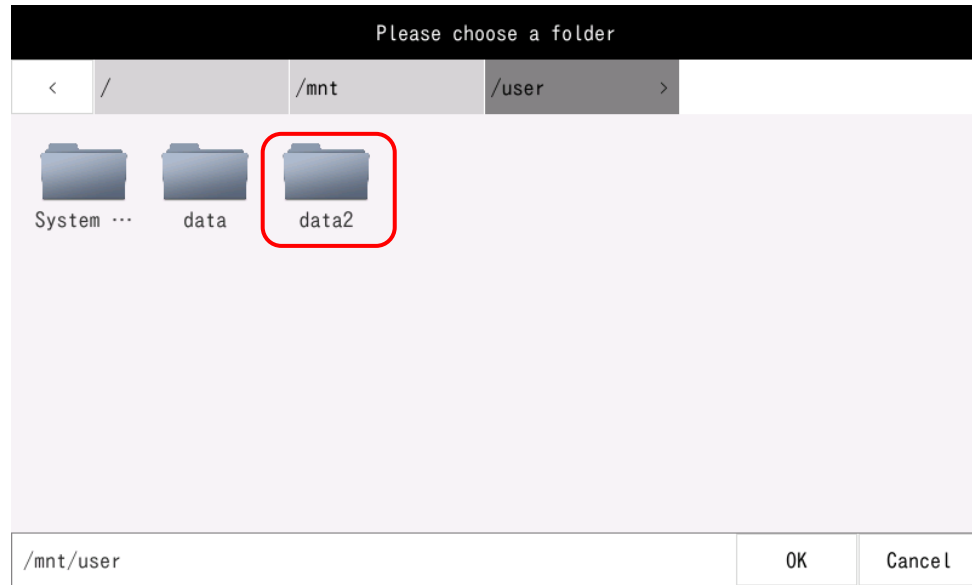 Please choose a folder
< / /mnt /user >
System … data data2
/mnt/user OK Cancel